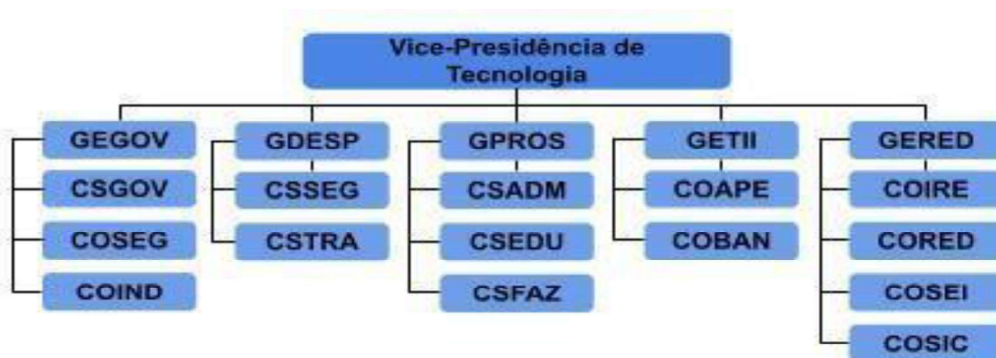 Vice-Presidência de
Tecnologia
GEGOV
GDESP
GPROS
GETII
GERED
CSGOV
CSSEG
CSADM
COAPE
COIRE
COSEG
CSTRA
CSEDU
COBAN
CORED
COIND
CSFAZ
COSEI
COSIC